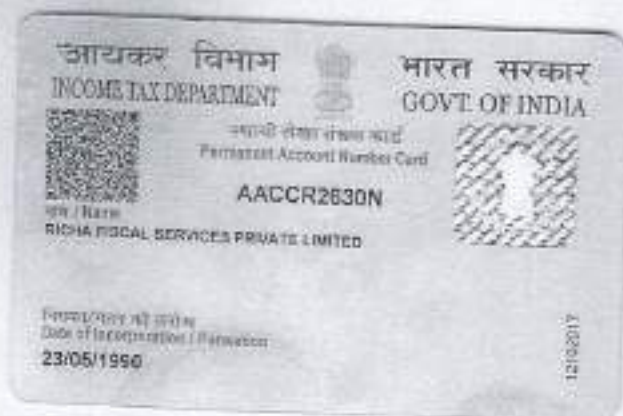 आयकर विभाग
INCOME TAX DEPARTMENT
भारत सरकार
GOVT. OF INDIA
स्थायी लेखा संख्या कार्ड
Permanent Account Number Card
AACCR2630N
नाम / Name
RICHA FISCAL SERVICES PRIVATE LIMITED
Date of Incorporation / Formation
23/05/1990
12102017